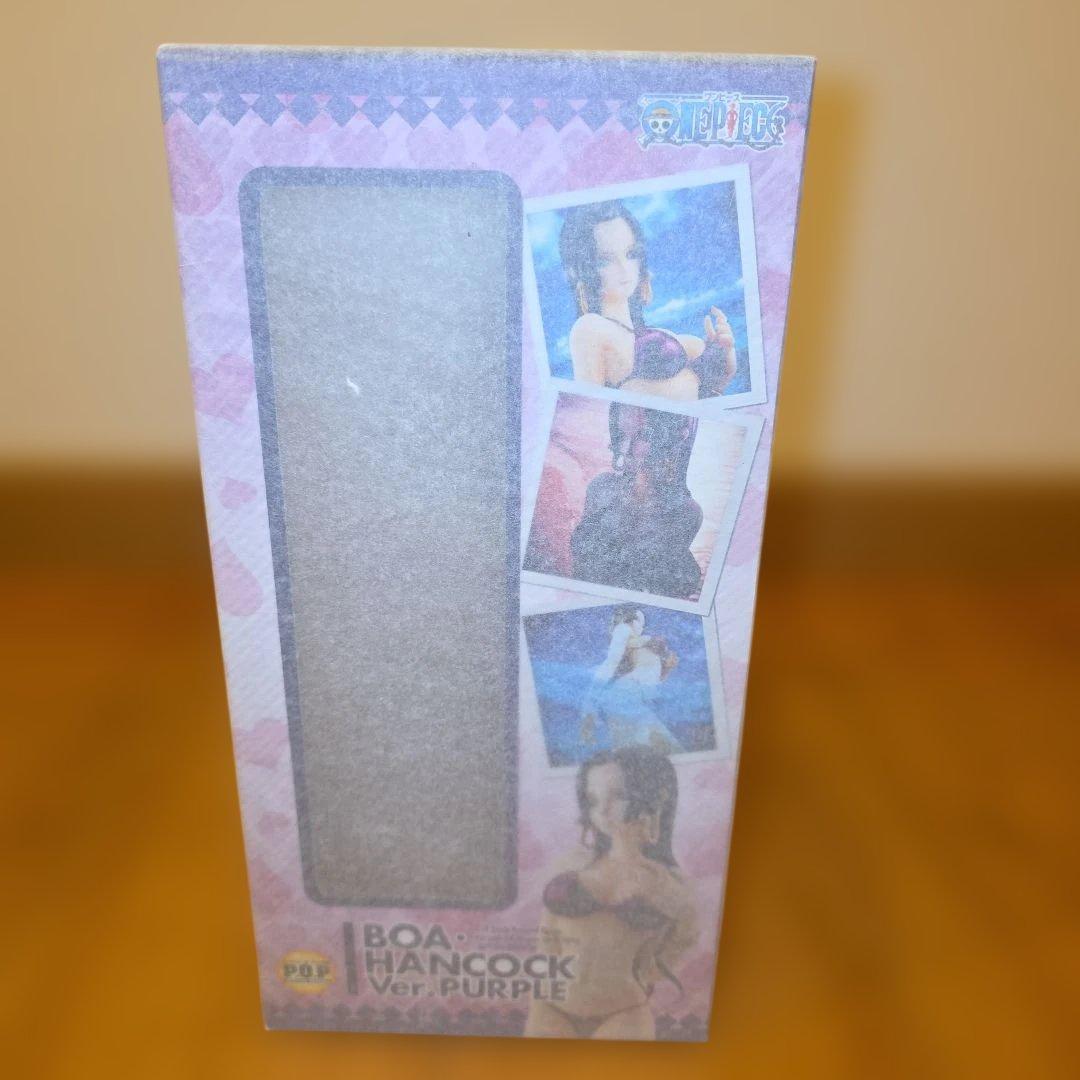 ワンピース
ONE PIECE
BOA・
HANCOCK
Ver.PURPLE
P.O.P